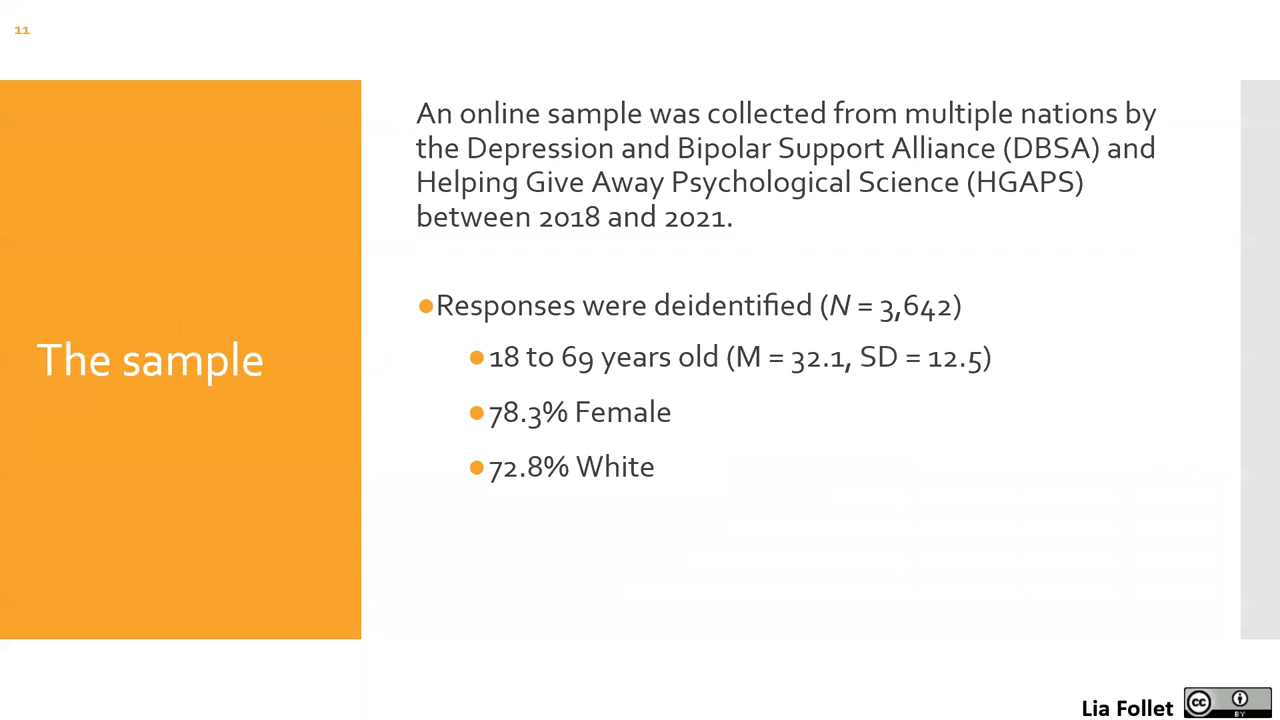 11
An online sample was collected from multiple nations by
the Depression and Bipolar Support Alliance (DBSA) and
Helping Give Away Psychological Science (HGAPS)
between 2018 and 2021.
The sample
●Responses were deidentified (N = 3,642)
●18 to 69 years old (M = 32.1, SD = 12.5)
●78.3% Female
●72.8% White
Lia Follet
cc
BY